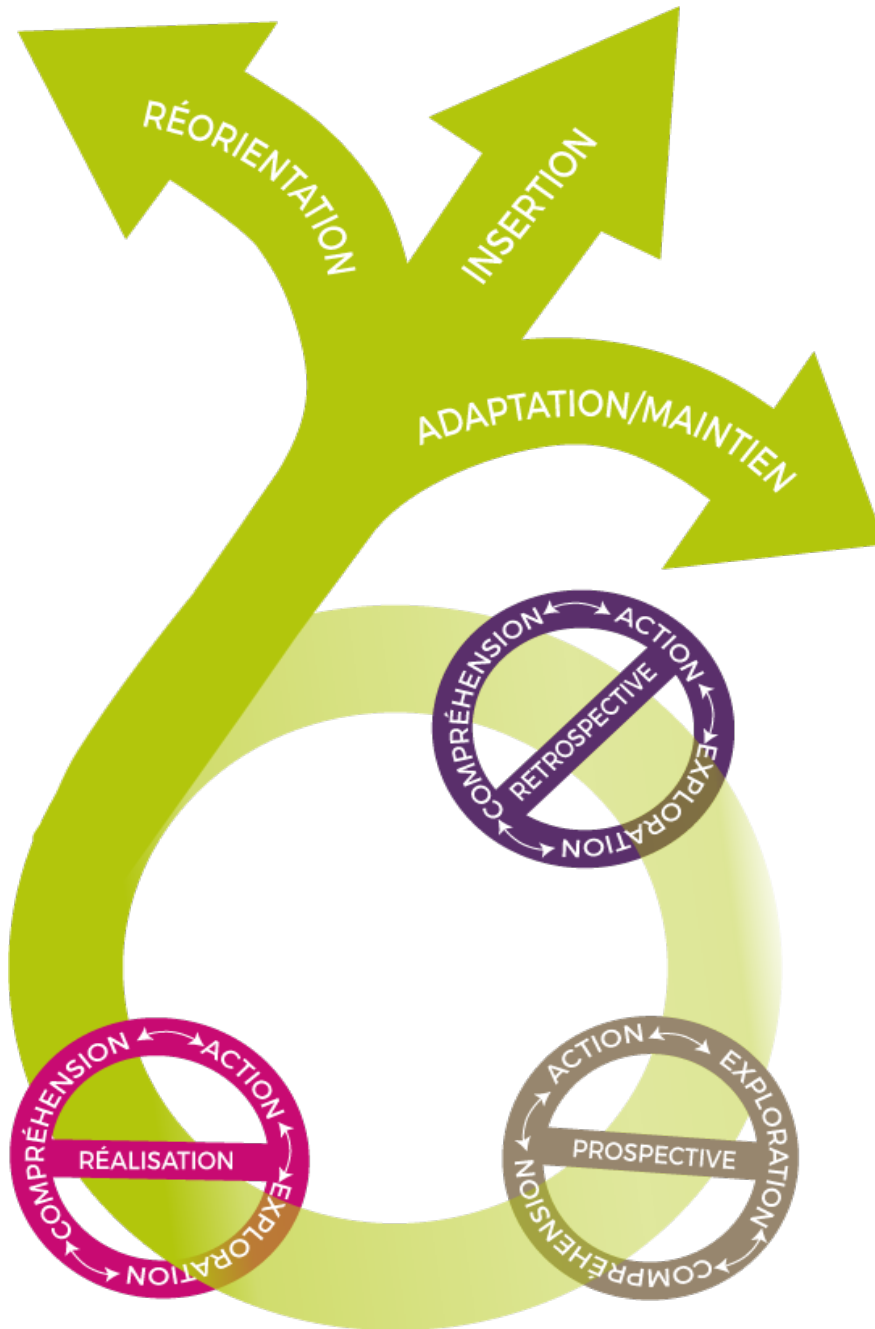 RÉORIENTATION
INSERTION
ADAPTATION/MAINTIEN
COMPRÉHENSION
ACTION
EXPLORATION
RETROSPECTIVE
COMPRÉHENSION
ACTION
EXPLORATION
RÉALISATION
ACTION
EXPLORATION
COMPRÉHENSION
PROSPECTIVE